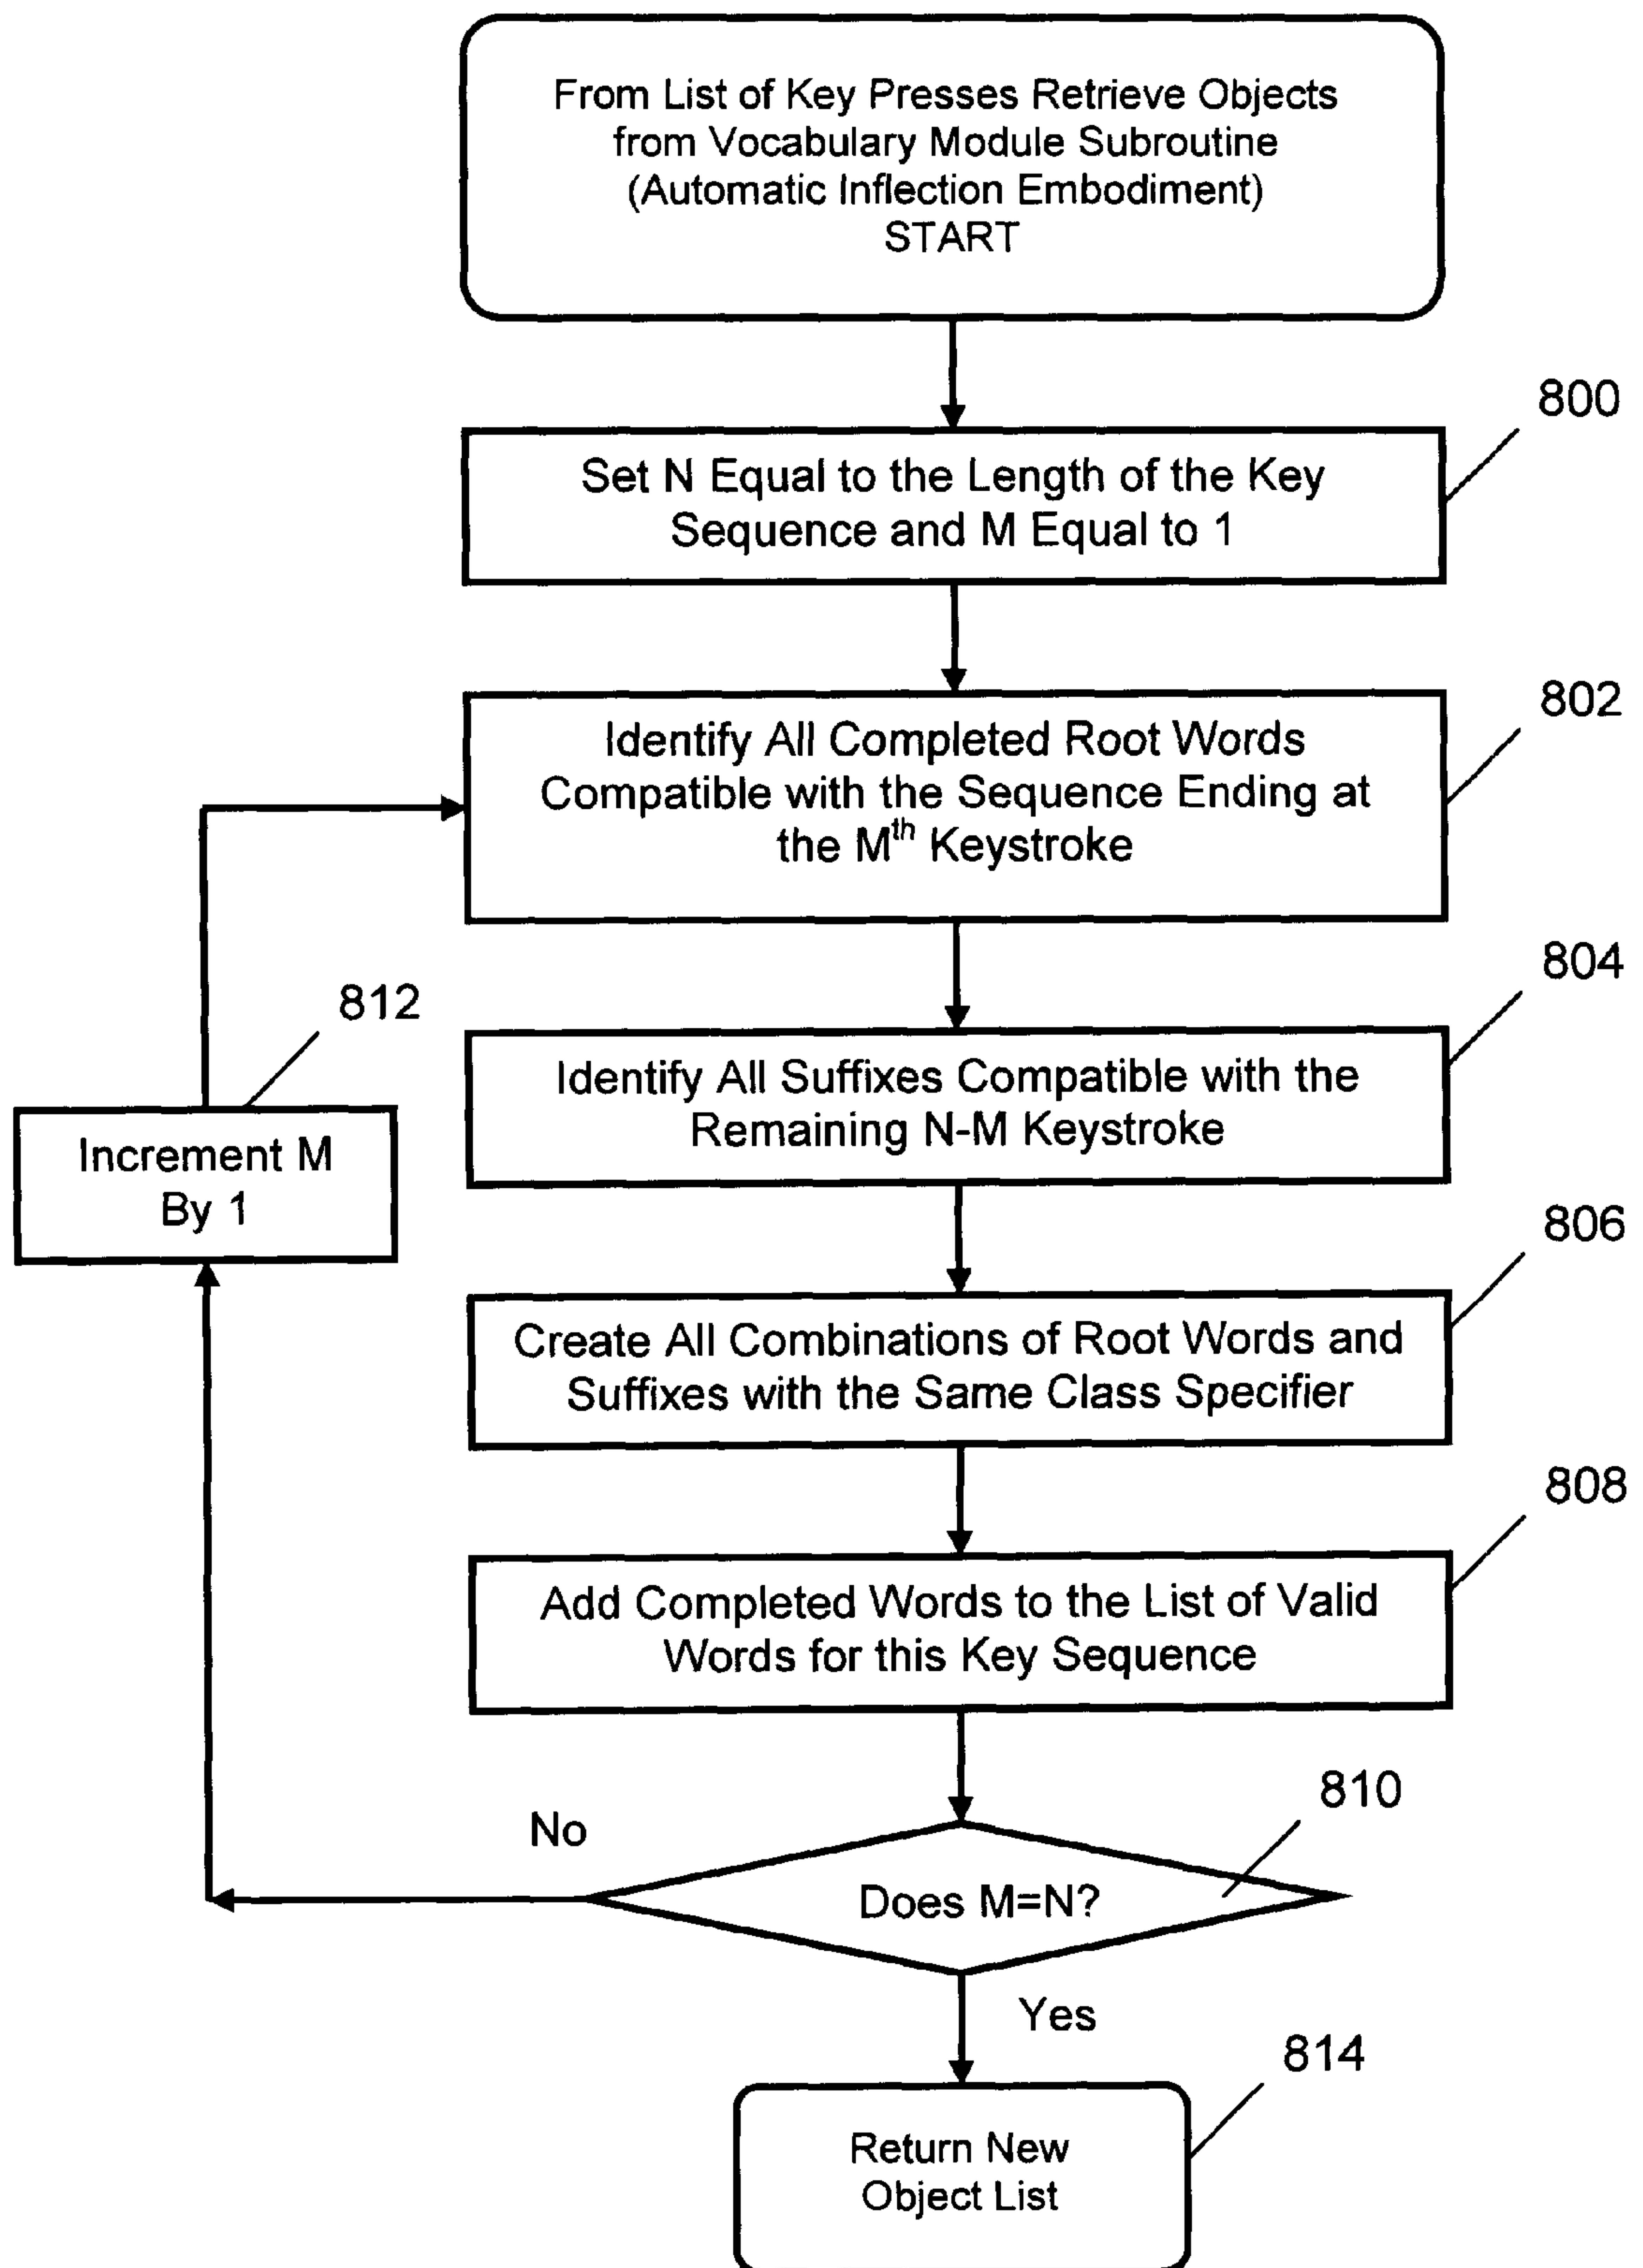 From List of Key Presses Retrieve Objects
from Vocabulary Module Subroutine
(Automatic Inflection Embodiment)
START
800
Set N Equal to the Length of the Key
Sequence and M Equal to 1
802
Identify All Completed Root Words
Compatible with the Sequence Ending at
the Mth Keystroke
804
Identify All Suffixes Compatible with the
Remaining N-M Keystroke
812
Increment M
By 1
806
Create All Combinations of Root Words and
Suffixes with the Same Class Specifier
808
Add Completed Words to the List of Valid
Words for this Key Sequence
810
No
Does M=N?
Yes
814
Return New
Object List